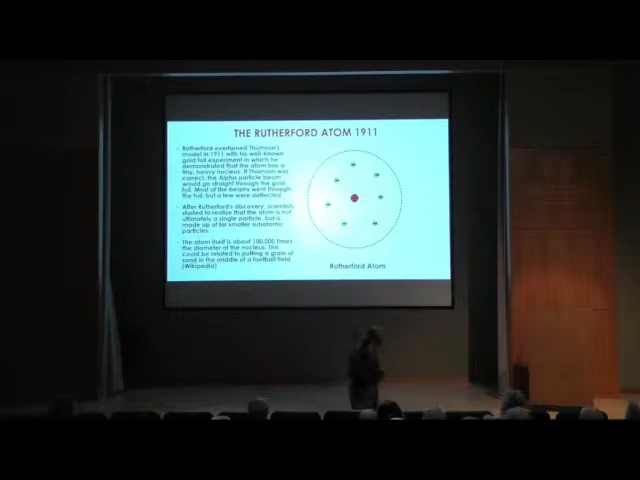 THE RUTHERFORD ATOM 1911
Rutherford overturned Thomson's
model in 1911 with his well-known
gold foil experiment in which he
demonstrated that the atom has a
tiny, heavy nucleus. If Thomson was
correct, the Alpha particle beam
would go straight through the gold
foil. Most of the beams went through
the foil, but a few were deflected.
After Rutherford's discovery, scientists
started to realize that the atom is not
ultimately a single particle, but a
made up of far smaller subatomic
particles.
The atom itself is about 100,000 times
the diameter of the nucleus. This
could be related to putting a grain of
sand in the middle of a football field.
(Wikipedia)
Rutherford Atom